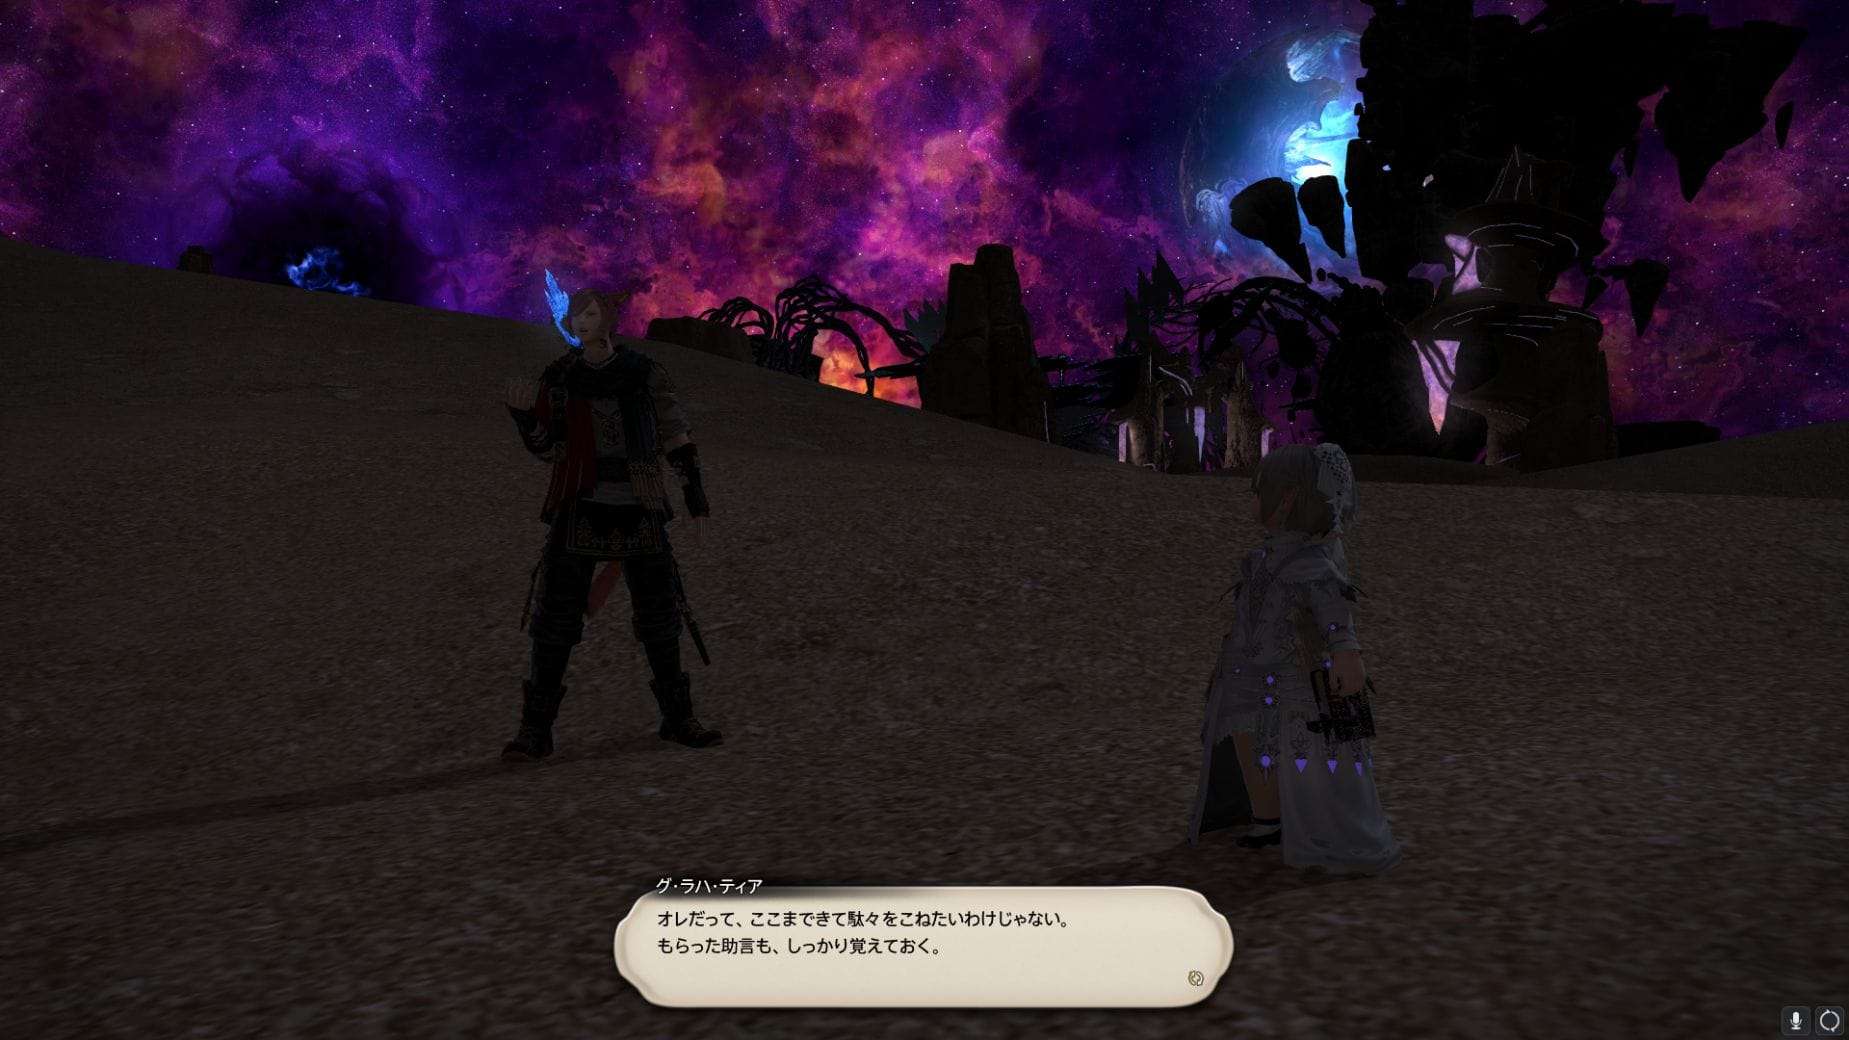 グ・ラハ・ティア
オレだって、ここまできて駄々をこねたいわけじゃない。
もらった助言も、しっかり覚えておく。